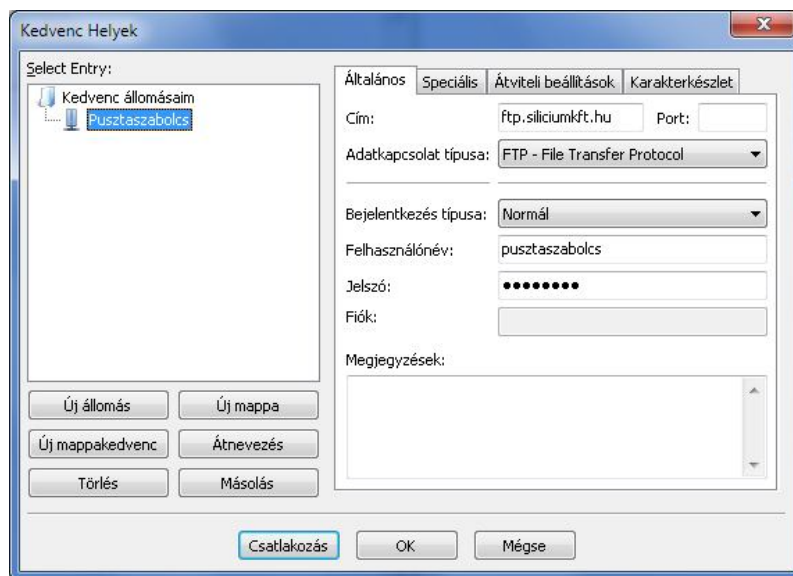 Kedvenc Helyek
Select Entry:
Kedvenc állomásaim
Pusztaszabolcs
Új állomás Új mappa
Új mappakedvenc Átnevezés
Törlés Másolás
Általános Speciális Átviteli beállítások Karakterkészlet
Cím: ftp.siliciumkft.hu Port:
Adatkapcsolat típusa: FTP - File Transfer Protocol
Bejelentkezés típusa: Normál
Felhasználónév: pusztaszabolcs
Jelszó: ●●●●●●●●
Fiók:
Megjegyzések:
Csatlakozás OK Mégse